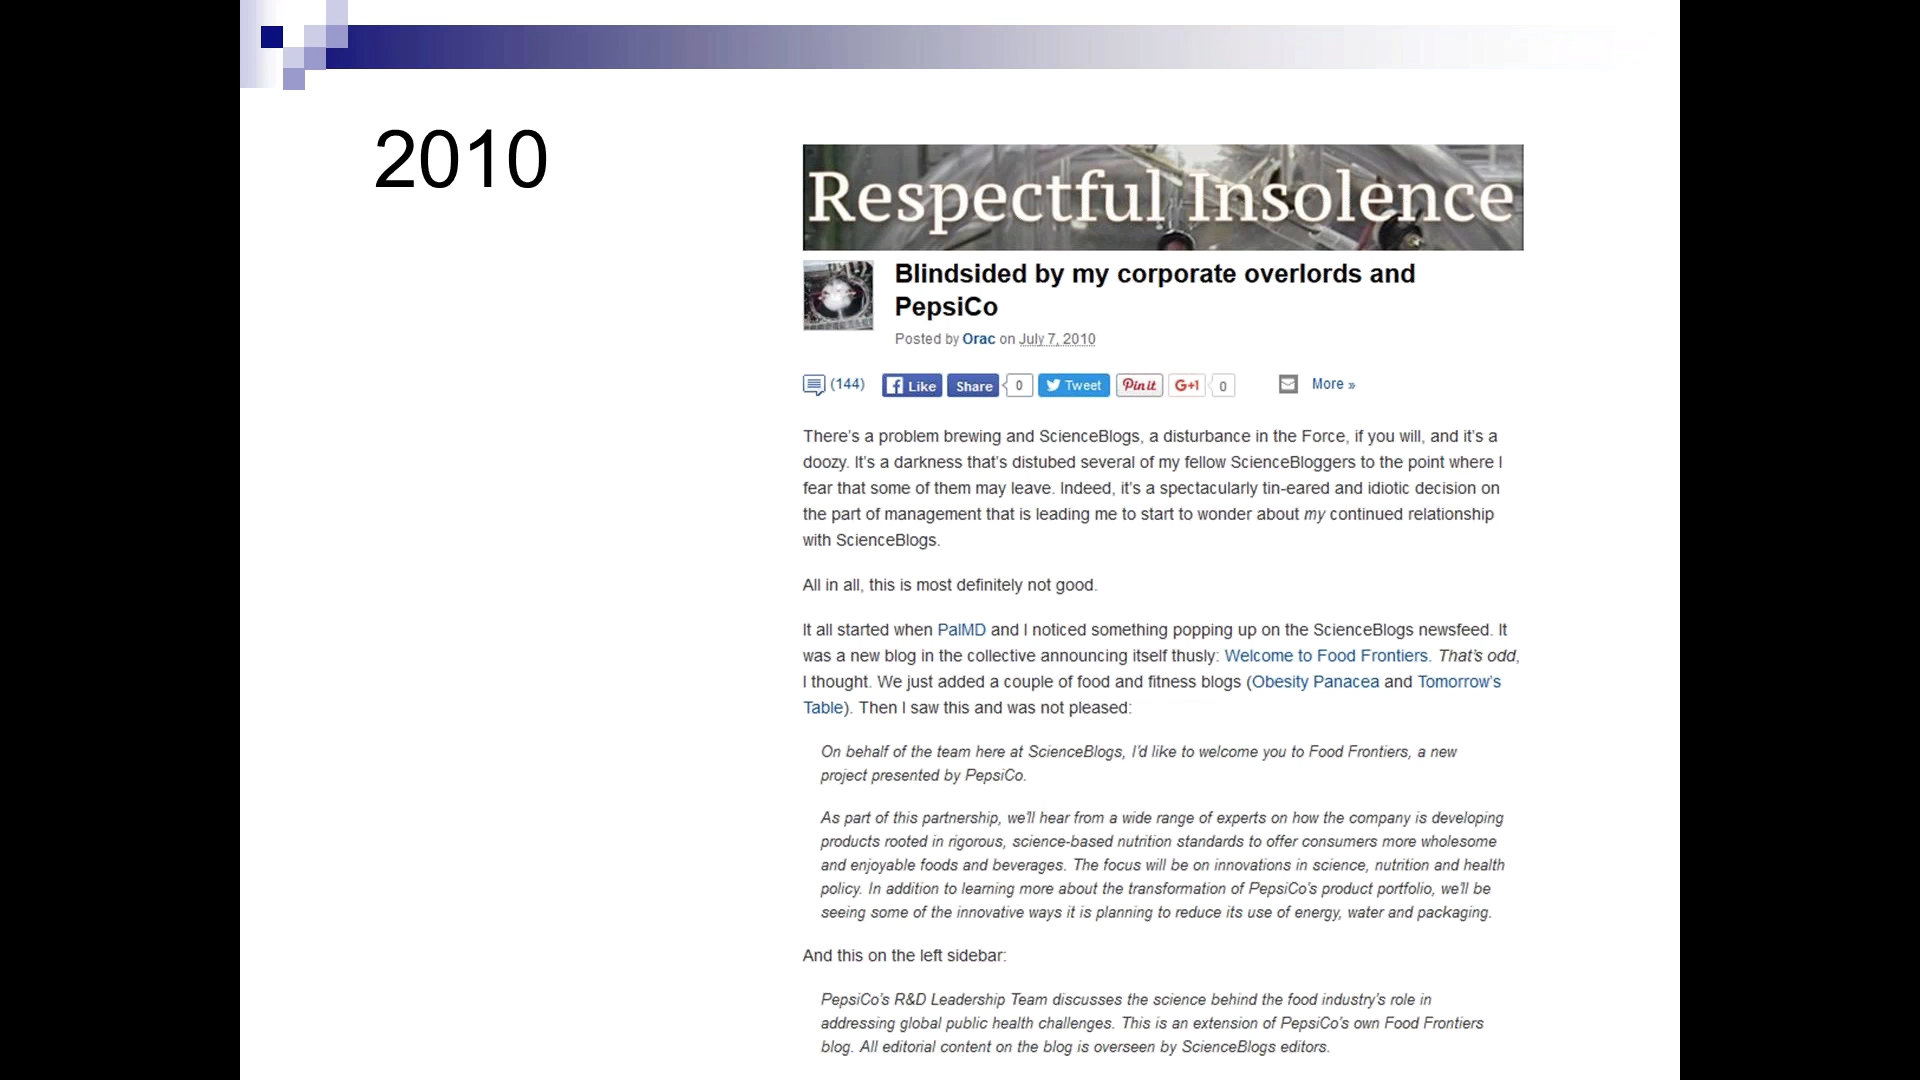 2010
Respectful Insolence
Blindsided by my corporate overlords and
PepsiCo
Posted by Orac on July 7, 2010
(144) Like Share 0 Tweet Pin it G+1 0 More »
There's a problem brewing and ScienceBlogs, a disturbance in the Force, if you will, and it's a
doozy. It's a darkness that's distubed several of my fellow ScienceBloggers to the point where I
fear that some of them may leave. Indeed, it's a spectacularly tin-eared and idiotic decision on
the part of management that is leading me to start to wonder about my continued relationship
with ScienceBlogs.
All in all, this is most definitely not good.
It all started when PalMD and I noticed something popping up on the ScienceBlogs newsfeed. It
was a new blog in the collective announcing itself thusly: Welcome to Food Frontiers. That's odd,
I thought. We just added a couple of food and fitness blogs (Obesity Panacea and Tomorrow's
Table). Then I saw this and was not pleased:
On behalf of the team here at ScienceBlogs, I'd like to welcome you to Food Frontiers, a new
project presented by PepsiCo.
As part of this partnership, we'll hear from a wide range of experts on how the company is developing
products rooted in rigorous, science-based nutrition standards to offer consumers more wholesome
and enjoyable foods and beverages. The focus will be on innovations in science, nutrition and health
policy. In addition to learning more about the transformation of PepsiCo's product portfolio, we'll be
seeing some of the innovative ways it is planning to reduce its use of energy, water and packaging.
And this on the left sidebar:
PepsiCo's R&D Leadership Team discusses the science behind the food industry's role in
addressing global public health challenges. This is an extension of PepsiCo's own Food Frontiers
blog. All editorial content on the blog is overseen by ScienceBlogs editors.